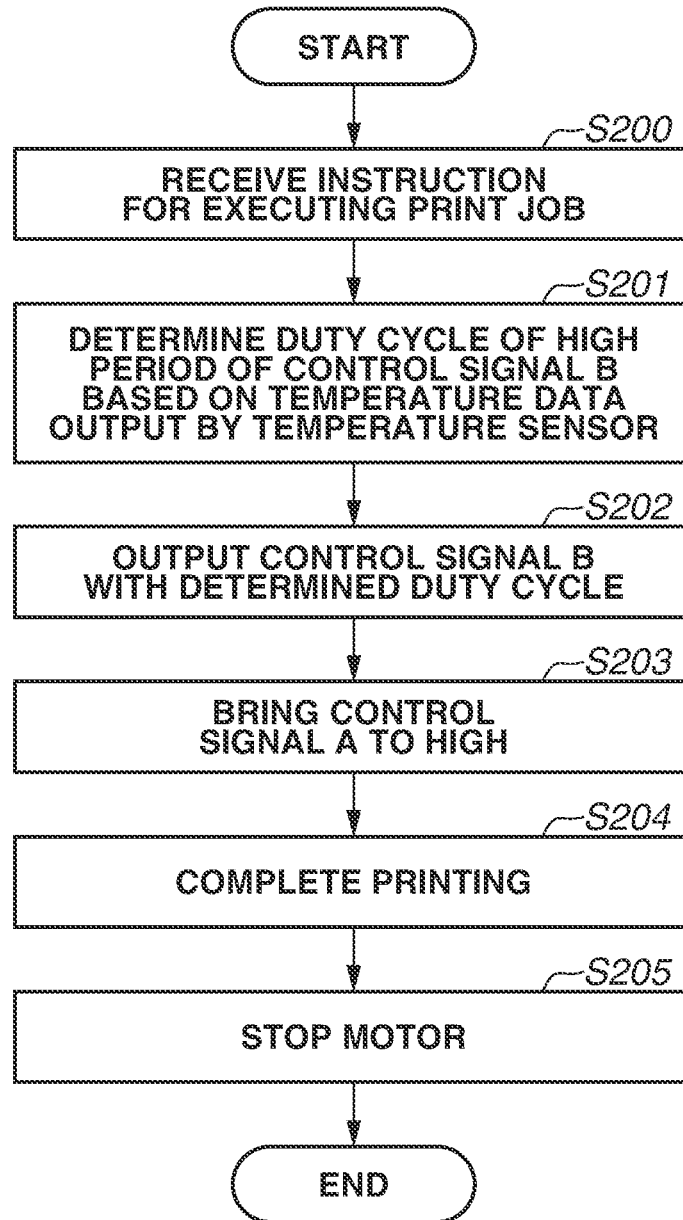 START
S200
RECEIVE INSTRUCTION
FOR EXECUTING PRINT JOB
S201
DETERMINE DUTY CYCLE OF HIGH
PERIOD OF CONTROL SIGNAL B
BASED ON TEMPERATURE DATA
OUTPUT BY TEMPERATURE SENSOR
S202
OUTPUT CONTROL SIGNAL B
WITH DETERMINED DUTY CYCLE
S203
BRING CONTROL
SIGNAL A TO HIGH
S204
COMPLETE PRINTING
S205
STOP MOTOR
END